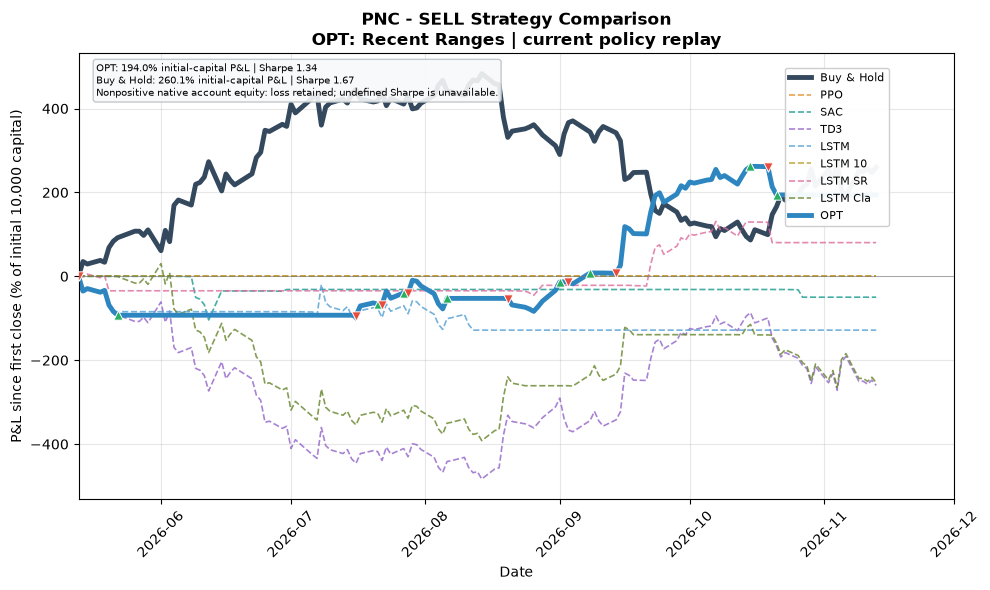 PNC - SELL Strategy Comparison
OPT: Recent Ranges | current policy replay
OPT: 194.0% initial-capital P&L | Sharpe 1.34
Buy & Hold: 260.1% initial-capital P&L | Sharpe 1.67
Nonpositive native account equity: loss retained; undefined Sharpe is unavailable.
Buy & Hold
PPO
SAC
TD3
LSTM
LSTM 10
LSTM SR
LSTM Cla
OPT
P&L since first close (% of initial 10,000 capital)
400
200
0
−200
−400
2026-06
2026-07
2026-08
2026-09
2026-10
2026-11
2026-12
Date